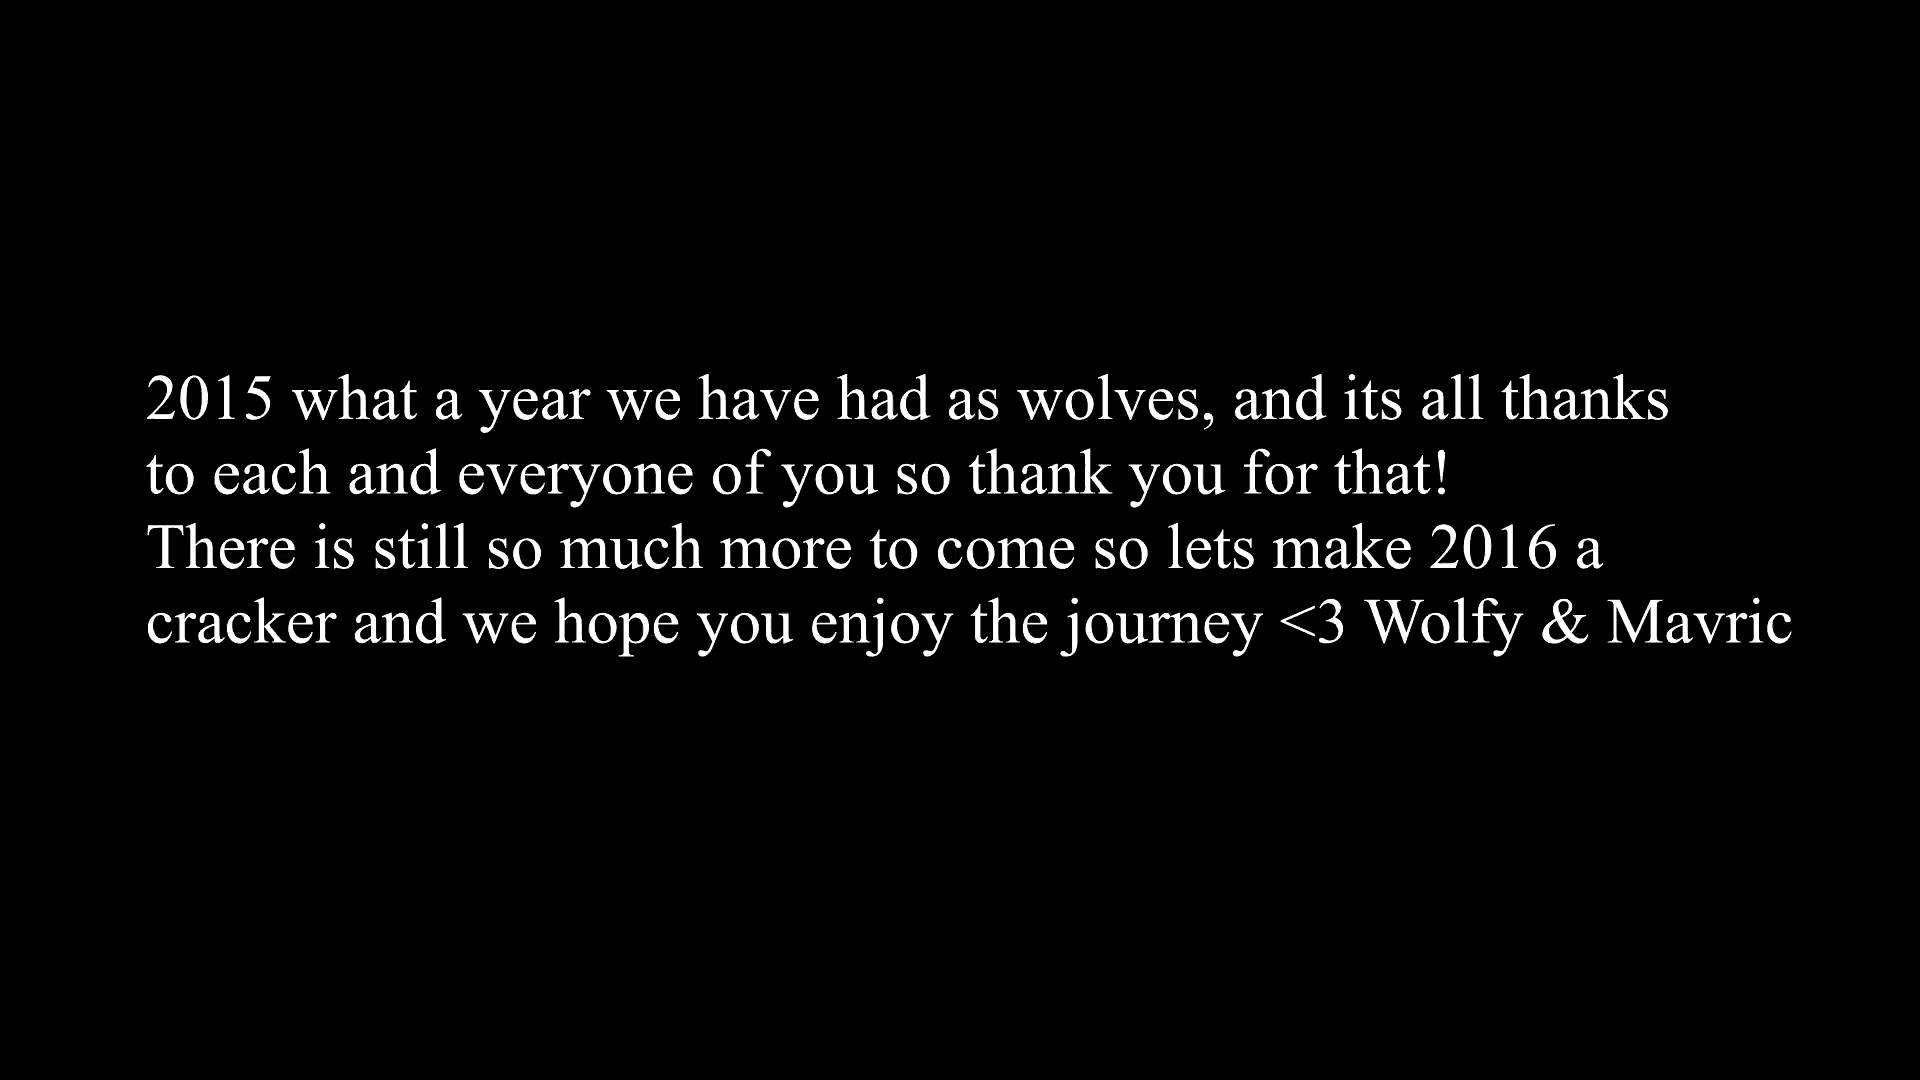 2015 what a year we have had as wolves, and its all thanks
to each and everyone of you so thank you for that!
There is still so much more to come so lets make 2016 a
cracker and we hope you enjoy the journey <3 Wolfy & Mavric